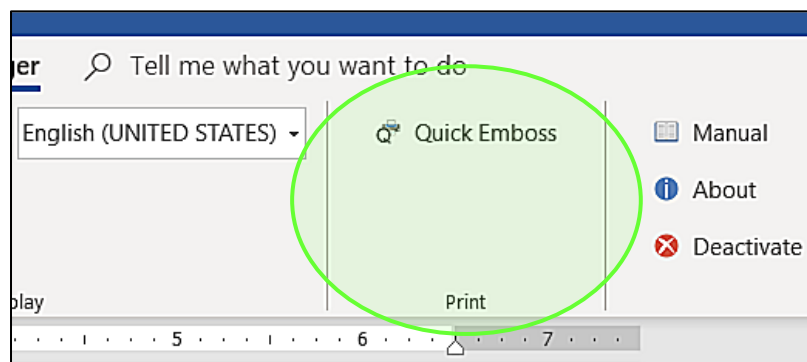 ger Tell me what you want to do
English (UNITED STATES) Quick Emboss Manual
About
Deactivate
play Print
5 6 7